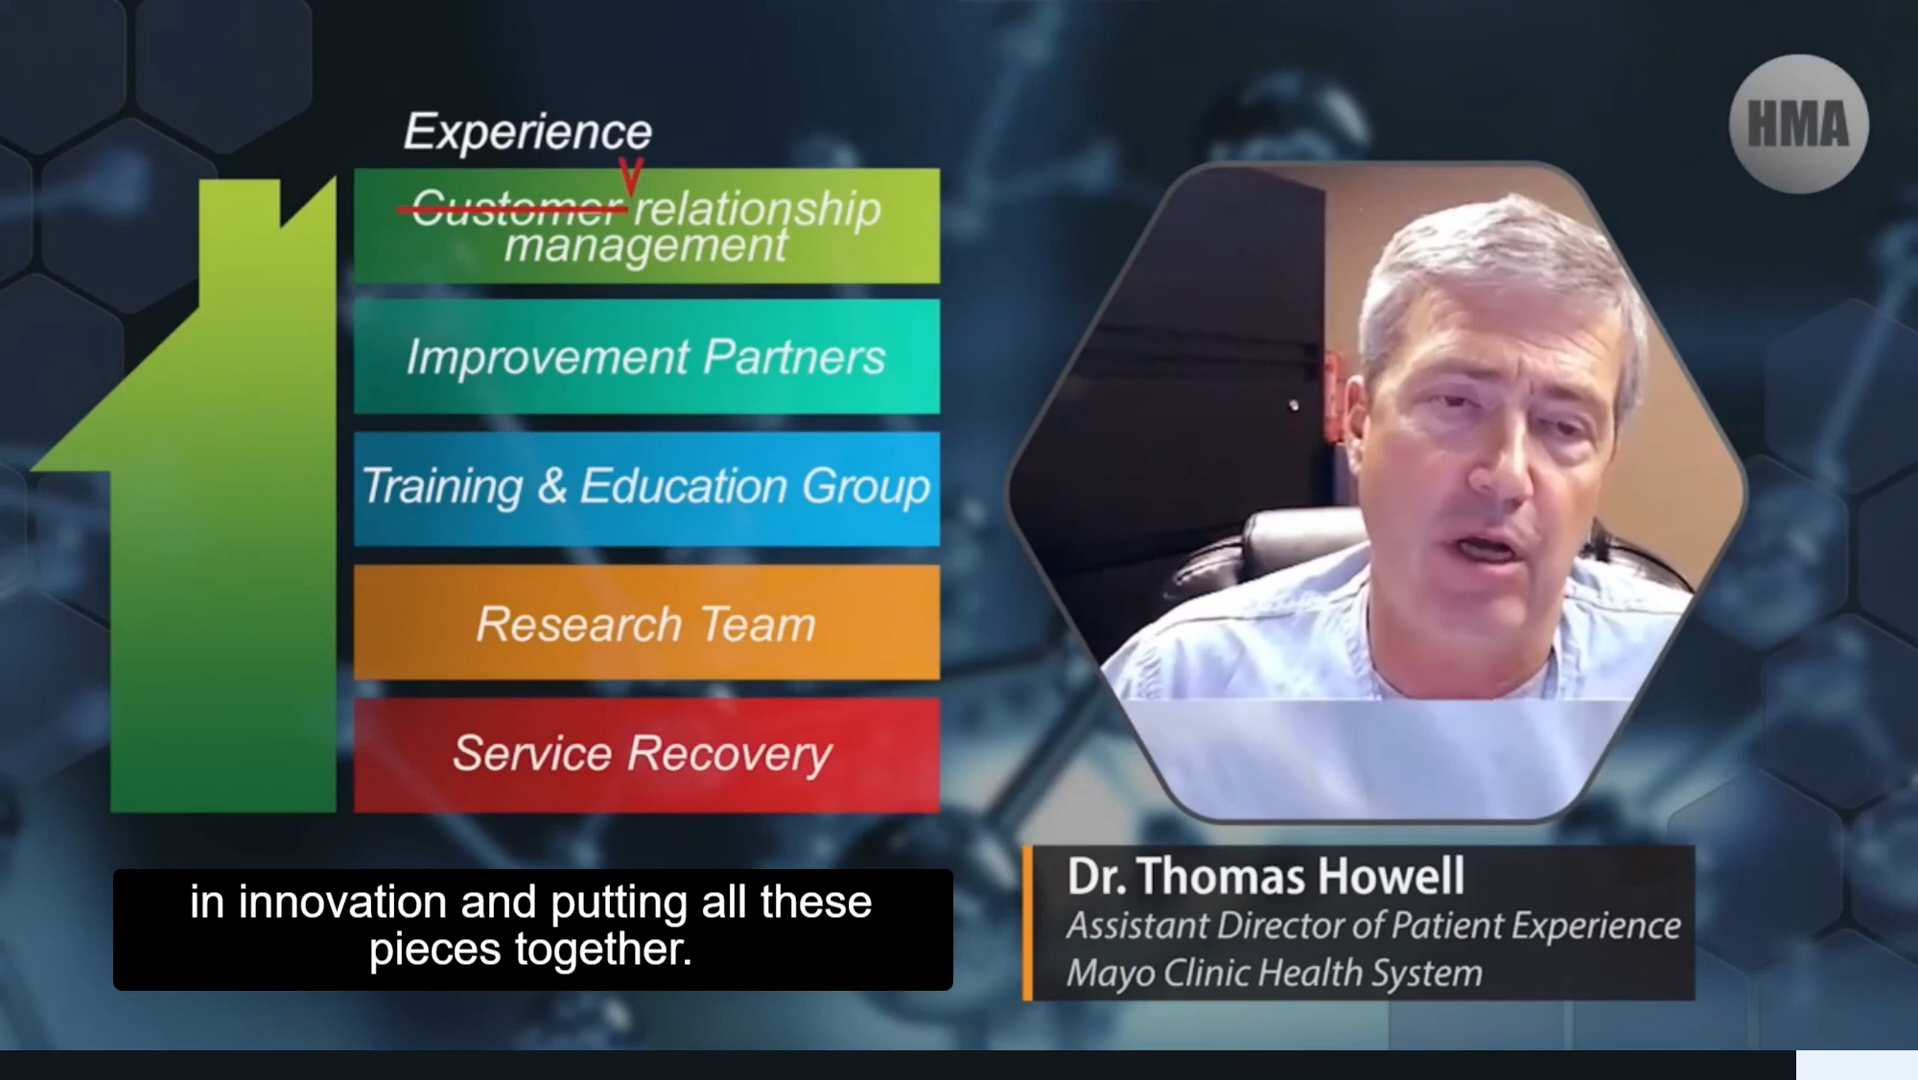 HMA
Experience
V
Customer relationship
management
Improvement Partners
Training & Education Group
Research Team
Service Recovery
in innovation and putting all these
pieces together.
Dr. Thomas Howell
Assistant Director of Patient Experience
Mayo Clinic Health System